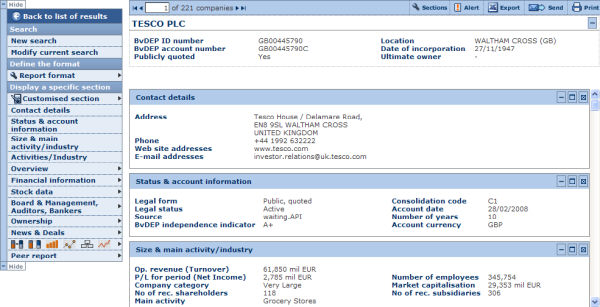 Hide
Back to list of results
Search
New search
Modify current search
Define the format
Report format
Display a specific section
Customised section
Contact details
Status & account
information
Size & main
activity/industry
Activities/Industry
Overview
Financial information
Stock data
Board & Management,
Auditors, Bankers
Ownership
News & Deals
Peer report
Hide
1 of 221 companies
Sections Alert Export Send Print
TESCO PLC
BvDEP ID number GB00445790 Location WALTHAM CROSS (GB)
BvDEP account number GB00445790C Date of incorporation 27/11/1947
Publicly quoted Yes Ultimate owner -
Contact details
Address Tesco House / Delamare Road,
EN8 9SL WALTHAM CROSS
UNITED KINGDOM
Phone +44 1992 632222
Web site addresses www.tesco.com
E-mail addresses investor.relations@uk.tesco.com
Status & account information
Legal form Public, quoted Consolidation code C1
Legal status Active Account date 28/02/2008
Source waiting.API Number of years 10
BvDEP independence indicator A+ Account currency GBP
Size & main activity/industry
Op. revenue (Turnover) 61,850 mil EUR
P/L for period (Net Income) 2,785 mil EUR Number of employees 345,754
Company category Very Large Market capitalisation 29,353 mil EUR
No of rec. shareholders 118 No of rec. subsidiaries 306
Main activity Grocery Stores